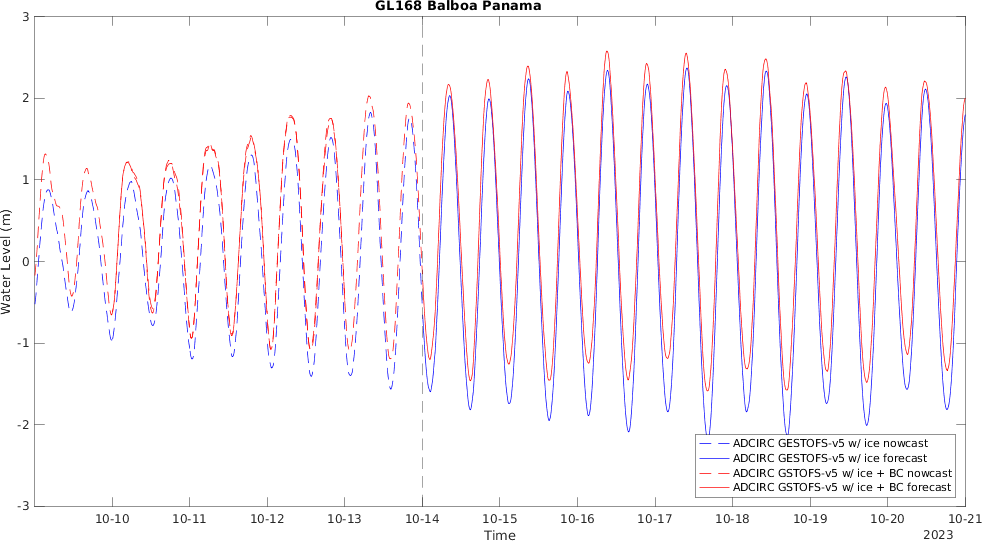 GL168 Balboa Panama
3
2
1
0
-1
-2
-3
Water Level (m)
ADCIRC GESTOFS-v5 w/ ice nowcast
ADCIRC GESTOFS-v5 w/ ice forecast
ADCIRC GSTOFS-v5 w/ ice + BC nowcast
ADCIRC GSTOFS-v5 w/ ice + BC forecast
10-10 10-11 10-12 10-13 10-14 10-15 10-16 10-17 10-18 10-19 10-20 10-21
Time
2023